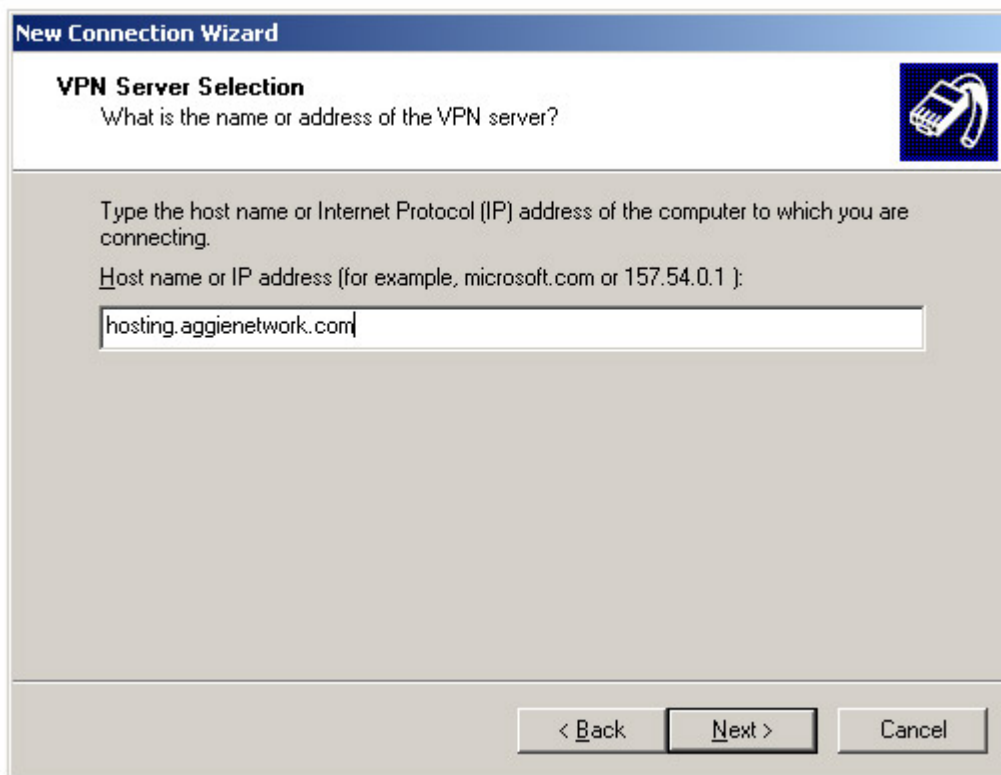 New Connection Wizard
VPN Server Selection
What is the name or address of the VPN server?
Type the host name or Internet Protocol (IP) address of the computer to which you are
connecting.
Host name or IP address (for example, microsoft.com or 157.54.0.1 ):
hosting.aggienetwork.com
< Back
Next >
Cancel